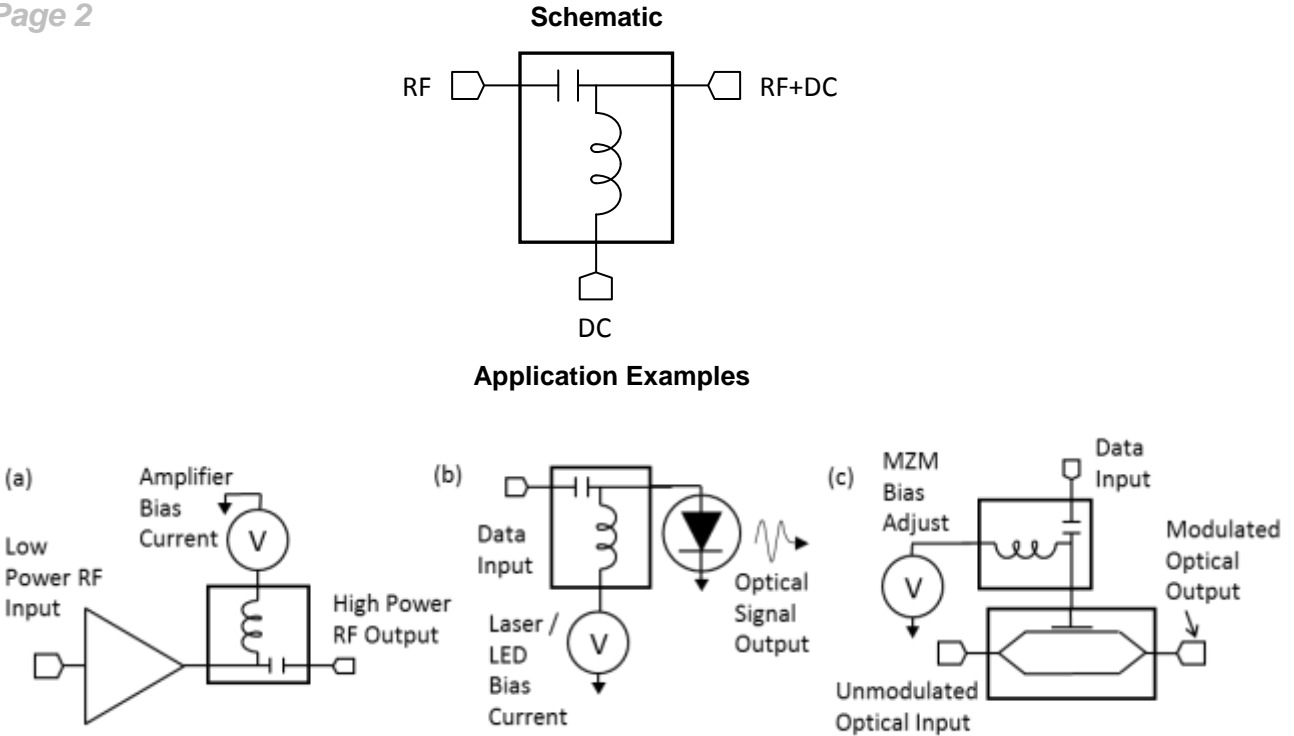 Page 2
Schematic
RF
RF+DC
DC
Application Examples
(a)
Amplifier
Bias
Current
V
Low
Power RF
Input
High Power
RF Output
(b)
Data
Input
Laser /
LED
Bias
Current
V
Optical
Signal
Output
(c)
MZM
Bias
Adjust
V
Data
Input
Modulated
Optical
Output
Unmodulated
Optical Input